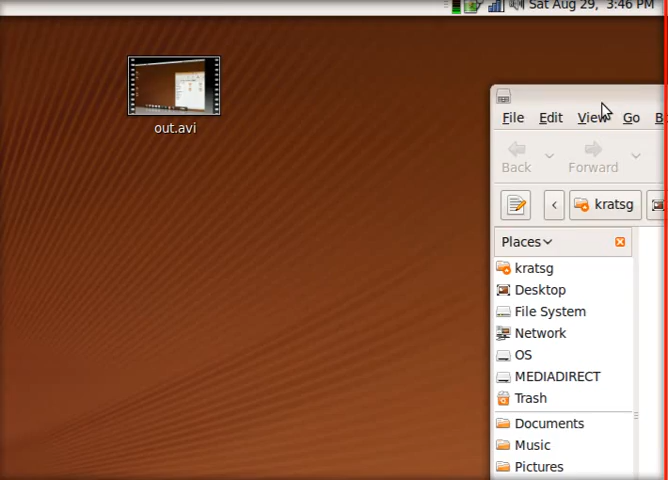 Sat Aug 29, 3:46 PM
out.avi
File Edit View Go
Back Forward
kratsg
Places
kratsg
Desktop
File System
Network
OS
MEDIADIRECT
Trash
Documents
Music
Pictures